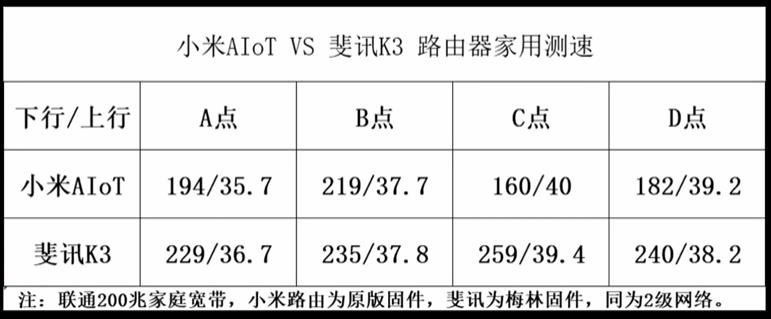 小米AIoT VS 斐讯K3 路由器家用测速
下行/上行 A点 B点 C点 D点
小米AIoT 194/35.7 219/37.7 160/40 182/39.2
斐讯K3 229/36.7 235/37.8 259/39.4 240/38.2
注: 联通200兆家庭宽带，小米路由为原版固件，斐讯为梅林固件，同为2级网络。